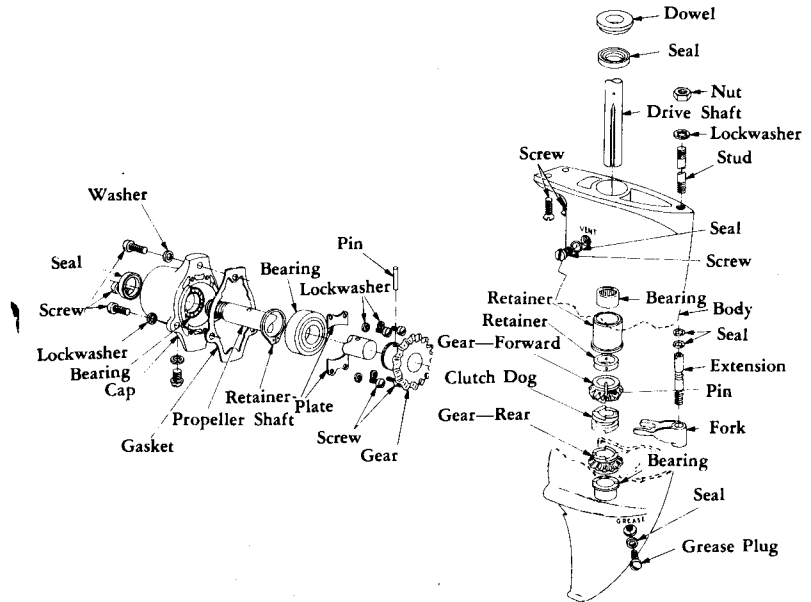 Dowel
Seal
Nut
Drive Shaft
Lockwasher
Stud
Screw
VENT
Seal
Screw
Washer
Seal
Screw
Lockwasher
Bearing
Cap
Gasket
Propeller
Retainer-
Shaft
Bearing
Pin
Lockwasher
Plate
Screw
Gear
Retainer
Retainer
Bearing
Body
Seal
Gear—Forward
Extension
Clutch Dog
Pin
Gear—Rear
Fork
Bearing
GREASE
Seal
Grease Plug